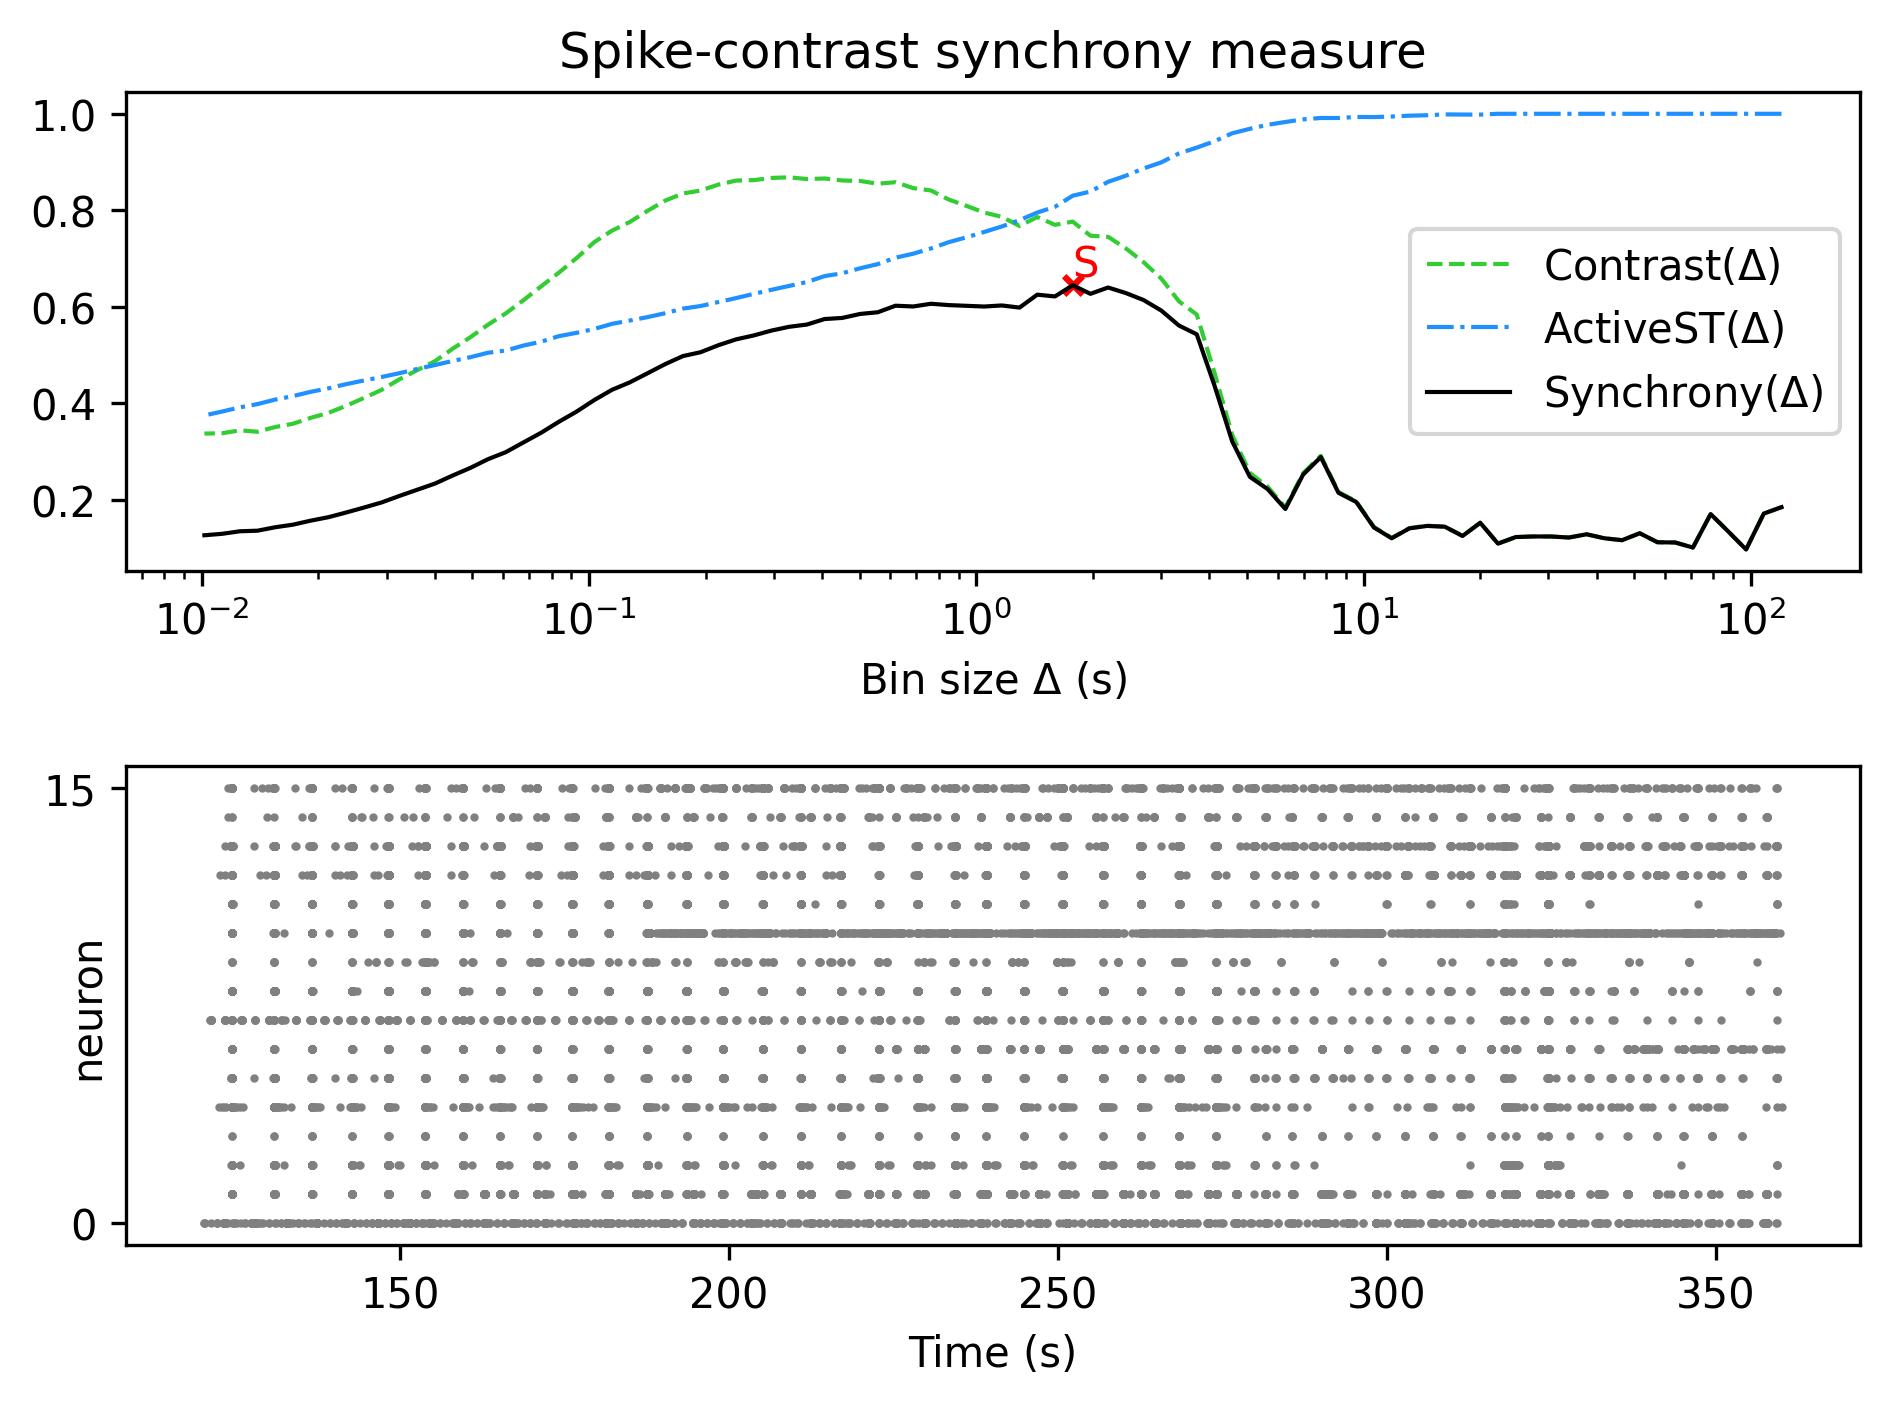 Spike-contrast synchrony measure
1.0
0.8
0.6
0.4
0.2
S
Contrast(Δ)
ActiveST(Δ)
Synchrony(Δ)
10⁻² 10⁻¹ 10⁰ 10¹ 10²
Bin size Δ (s)
15
0
neuron
150 200 250 300 350
Time (s)